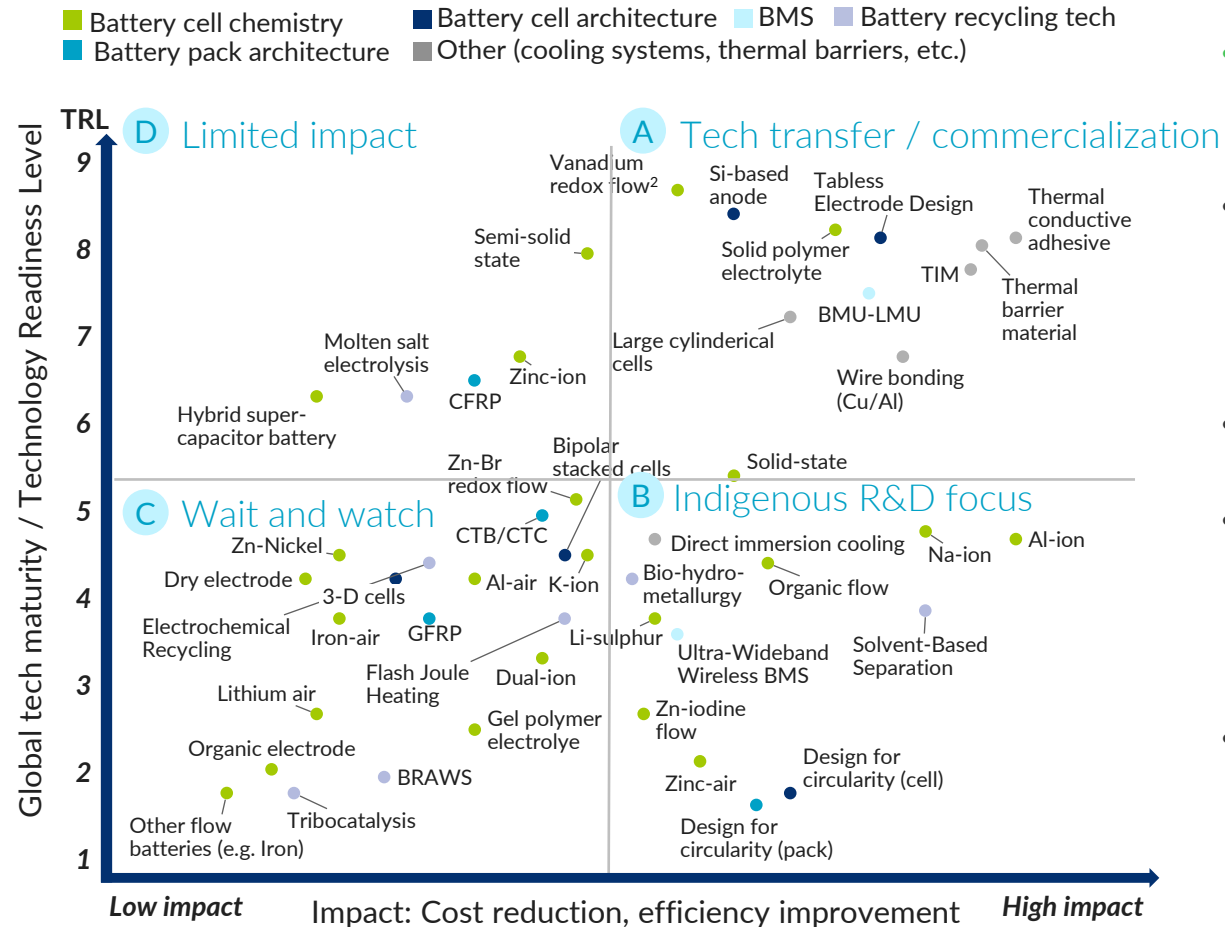 Battery cell chemistry
Battery cell architecture
BMS
Battery recycling tech
Battery pack architecture
Other (cooling systems, thermal barriers, etc.)
TRL
D Limited impact
A Tech transfer / commercialization
Global tech maturity / Technology Readiness Level
9
8
7
6
5
4
3
2
1
Vanadium
redox flow²
Si-based
anode
Tabless
Electrode Design
Thermal
conductive
adhesive
Semi-solid
state
Solid polymer
electrolyte
TIM
Thermal
barrier
material
BMU-LMU
Large cylinderical
cells
Molten salt
electrolysis
Zinc-ion
CFRP
Wire bonding
(Cu/Al)
Hybrid super-
capacitor battery
Bipolar
stacked cells
Zn-Br
redox flow
Solid-state
C Wait and watch
B Indigenous R&D focus
CTB/CTC
Zn-Nickel
Dry electrode
3-D cells
Al-air
K-ion
Electrochemical
Recycling
Iron-air
GFRP
Flash Joule
Heating
Dual-ion
Lithium air
Gel polymer
electrolye
Organic electrode
BRAWS
Tribocatalysis
Other flow
batteries (e.g. Iron)
Direct immersion cooling
Na-ion
Al-ion
Bio-hydro-
metallurgy
Organic flow
Li-sulphur
Ultra-Wideband
Wireless BMS
Solvent-Based
Separation
Zn-iodine
flow
Zinc-air
Design for
circularity (cell)
Design for
circularity (pack)
Low impact
Impact: Cost reduction, efficiency improvement
High impact